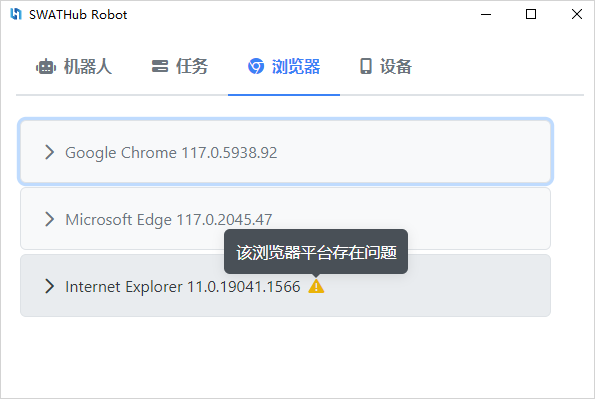 SWATHub Robot
机器人 任务 浏览器 设备
Google Chrome 117.0.5938.92
Microsoft Edge 117.0.2045.47
该浏览器平台存在问题
Internet Explorer 11.0.19041.1566